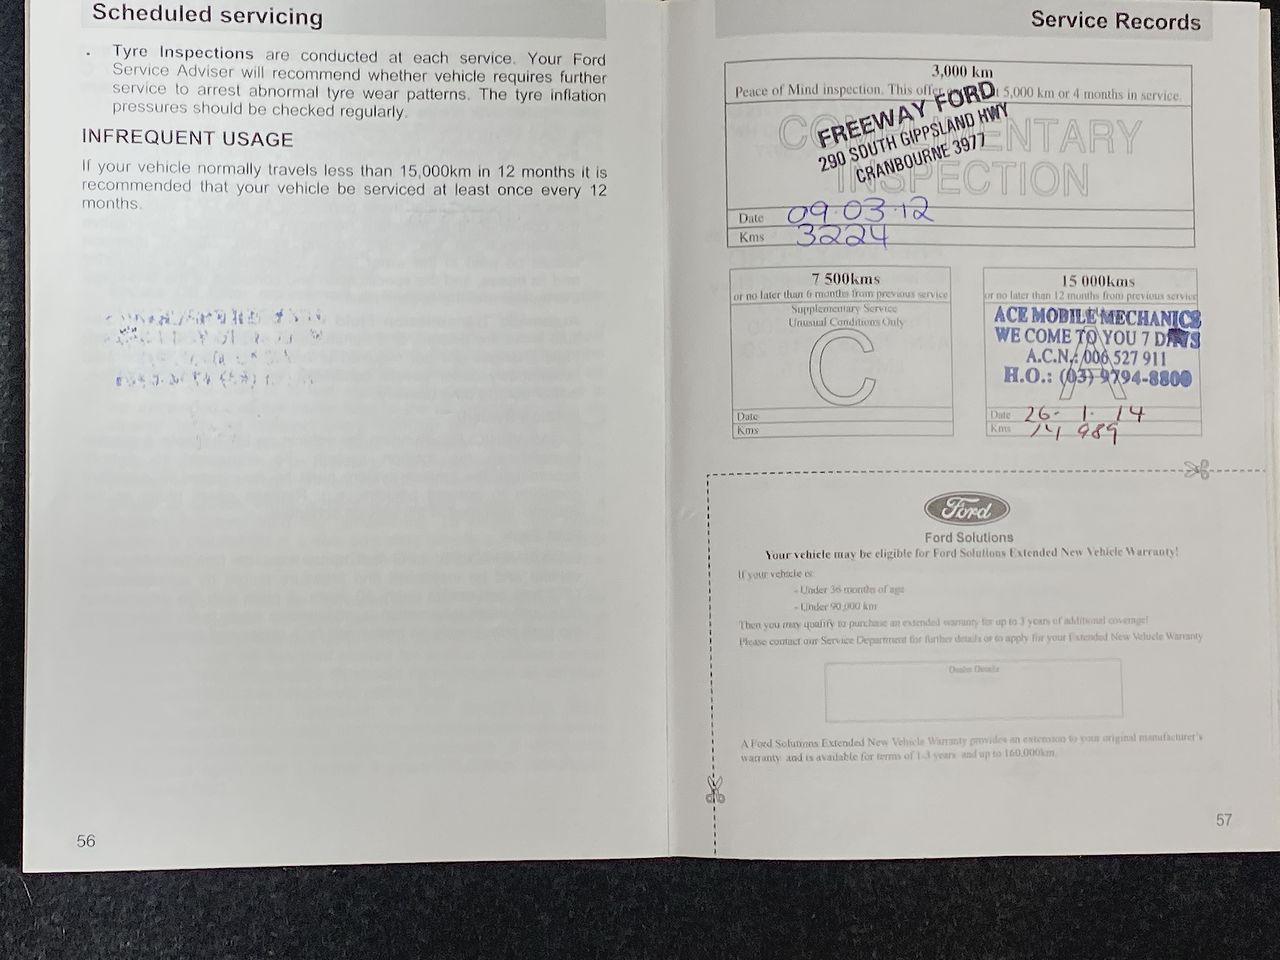 Scheduled servicing
• Tyre Inspections are conducted at each service. Your Ford
Service Adviser will recommend whether vehicle requires further
service to arrest abnormal tyre wear patterns. The tyre inflation
pressures should be checked regularly.
INFREQUENT USAGE
If your vehicle normally travels less than 15,000km in 12 months it is
recommended that your vehicle be serviced at least once every 12
months.
56
Service Records
3,000 km
Peace of Mind inspection. This offer 5,000 km or 4 months in service.
COMPLIMENTARY
INSPECTION
FREEWAY FORD
290 SOUTH GIPPSLAND HWY
CRANBOURNE 3977
Date 09.03.12
Kms 3224
7 500kms
or no later than 6 months from previous service
Supplementary Service
Unusual Conditions Only
C
Date
Kms
15 000kms
or no later than 12 months from previous service
A
ACE MOBILE MECHANICS
WE COME TO YOU 7 DAYS
A.C.N.: 006 527 911
H.O.: (03) 9794-8800
Date 26- 1. 14
Kms 14 989
Ford
Ford Solutions
Your vehicle may be eligible for Ford Solutions Extended New Vehicle Warranty!
If your vehicle is:
- Under 36 months of age
- Under 90,000 km
Then you may qualify to purchase an extended warranty for up to 3 years of additional coverage!
Please contact our Service Department for further details or to apply for your Extended New Vehicle Warranty
Dealer Details
A Ford Solutions Extended New Vehicle Warranty provides an extension to your original manufacturer's
warranty and is available for terms of 1-3 years and up to 160,000km.
57